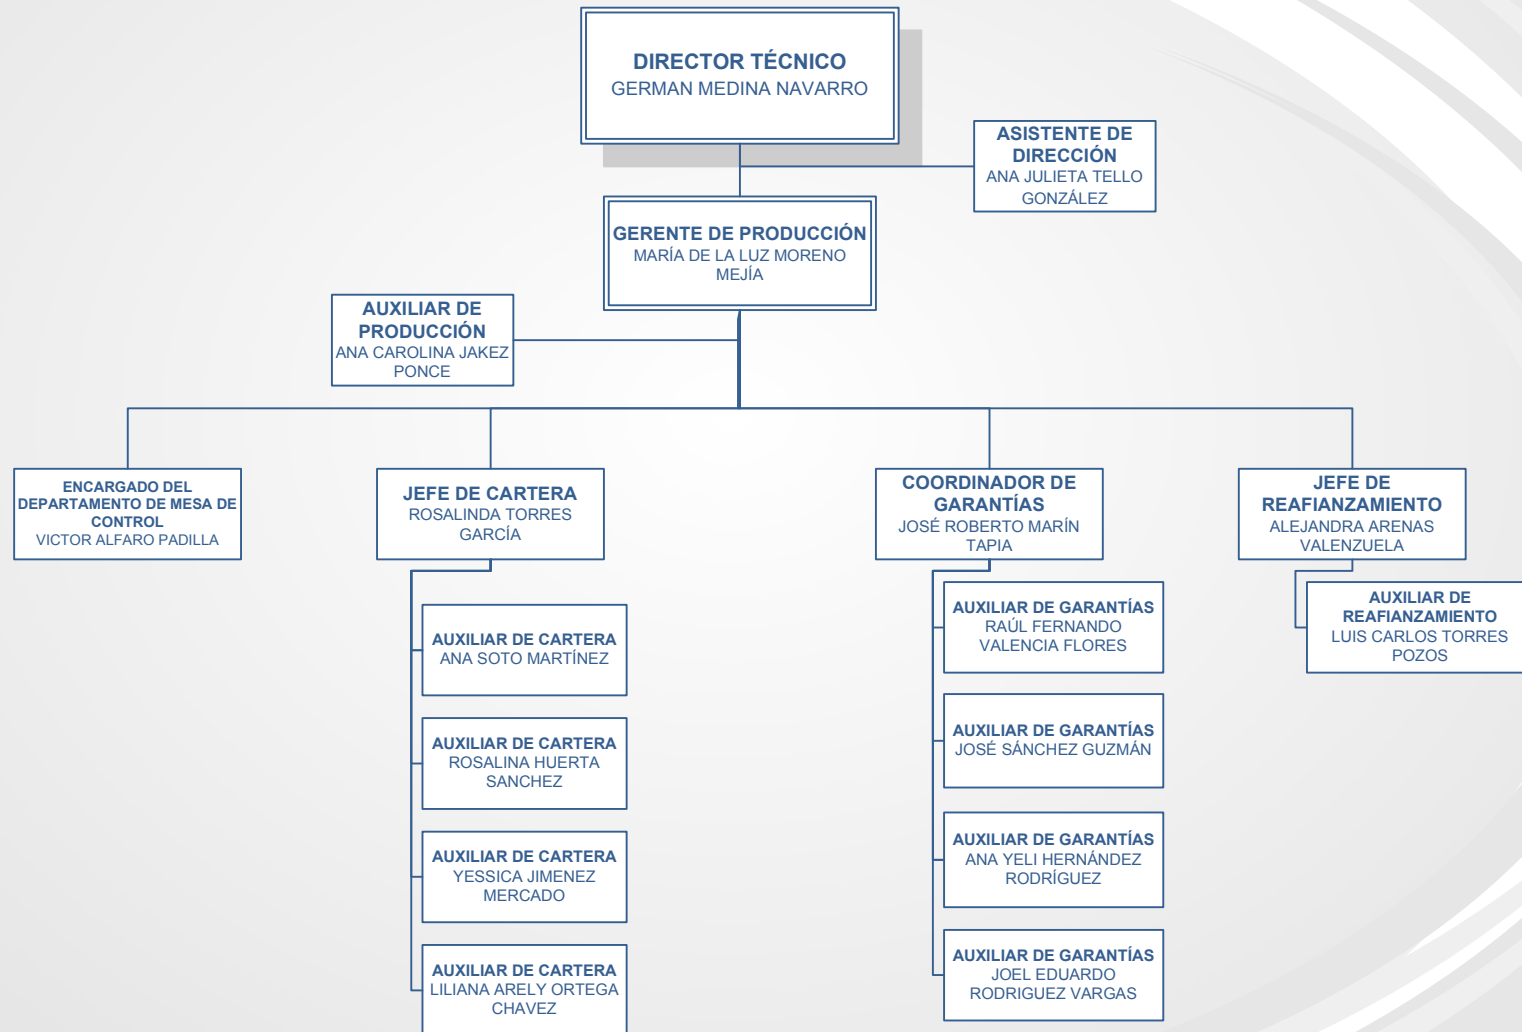 DIRECTOR TÉCNICO
GERMAN MEDINA NAVARRO
ASISTENTE DE
DIRECCIÓN
ANA JULIETA TELLO
GONZÁLEZ
GERENTE DE PRODUCCIÓN
MARÍA DE LA LUZ MORENO
MEJÍA
AUXILIAR DE
PRODUCCIÓN
ANA CAROLINA JAKEZ
PONCE
ENCARGADO DEL
DEPARTAMENTO DE MESA DE
CONTROL
VICTOR ALFARO PADILLA
JEFE DE CARTERA
ROSALINDA TORRES
GARCÍA
COORDINADOR DE
GARANTÍAS
JOSÉ ROBERTO MARÍN
TAPIA
JEFE DE
REAFIANZAMIENTO
ALEJANDRA ARENAS
VALENZUELA
AUXILIAR DE CARTERA
ANA SOTO MARTÍNEZ
AUXILIAR DE CARTERA
ROSALINA HUERTA
SANCHEZ
AUXILIAR DE CARTERA
YESSICA JIMENEZ
MERCADO
AUXILIAR DE CARTERA
LILIANA ARELY ORTEGA
CHAVEZ
AUXILIAR DE GARANTÍAS
RAÚL FERNANDO
VALENCIA FLORES
AUXILIAR DE GARANTÍAS
JOSÉ SÁNCHEZ GUZMÁN
AUXILIAR DE GARANTÍAS
ANA YELI HERNÁNDEZ
RODRÍGUEZ
AUXILIAR DE GARANTÍAS
JOEL EDUARDO
RODRIGUEZ VARGAS
AUXILIAR DE
REAFIANZAMIENTO
LUIS CARLOS TORRES
POZOS